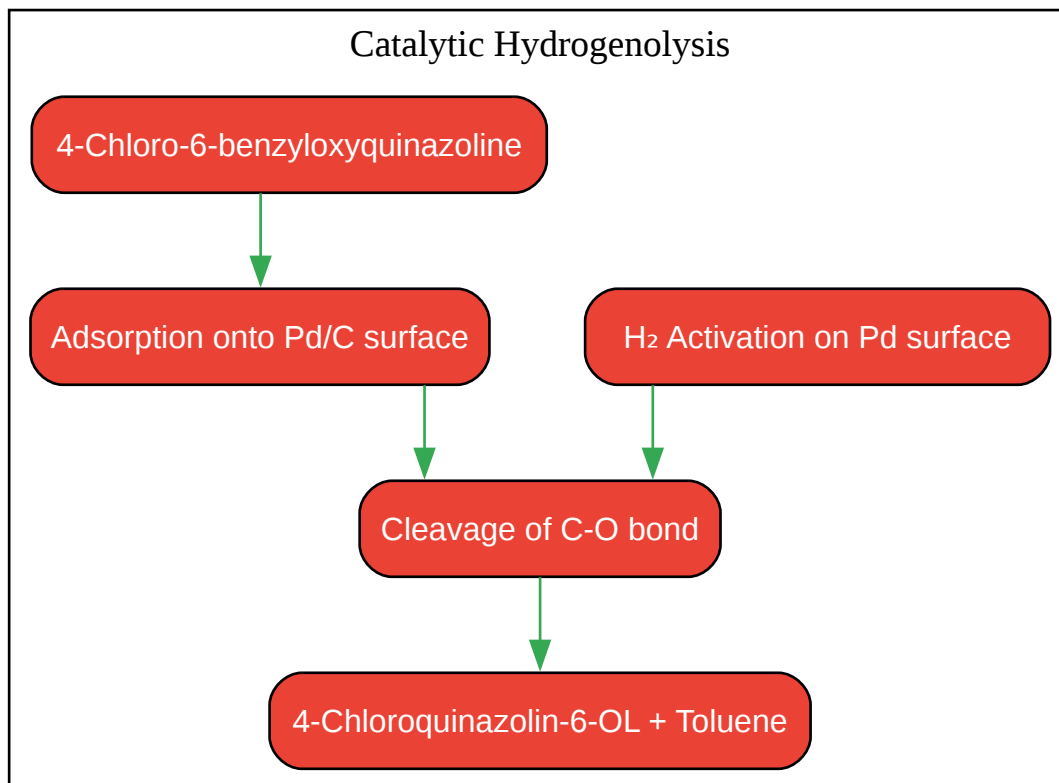 Catalytic Hydrogenolysis
4-Chloro-6-benzyloxyquinazoline
Adsorption onto Pd/C surface
H₂ Activation on Pd surface
Cleavage of C-O bond
4-Chloroquinazolin-6-OL + Toluene